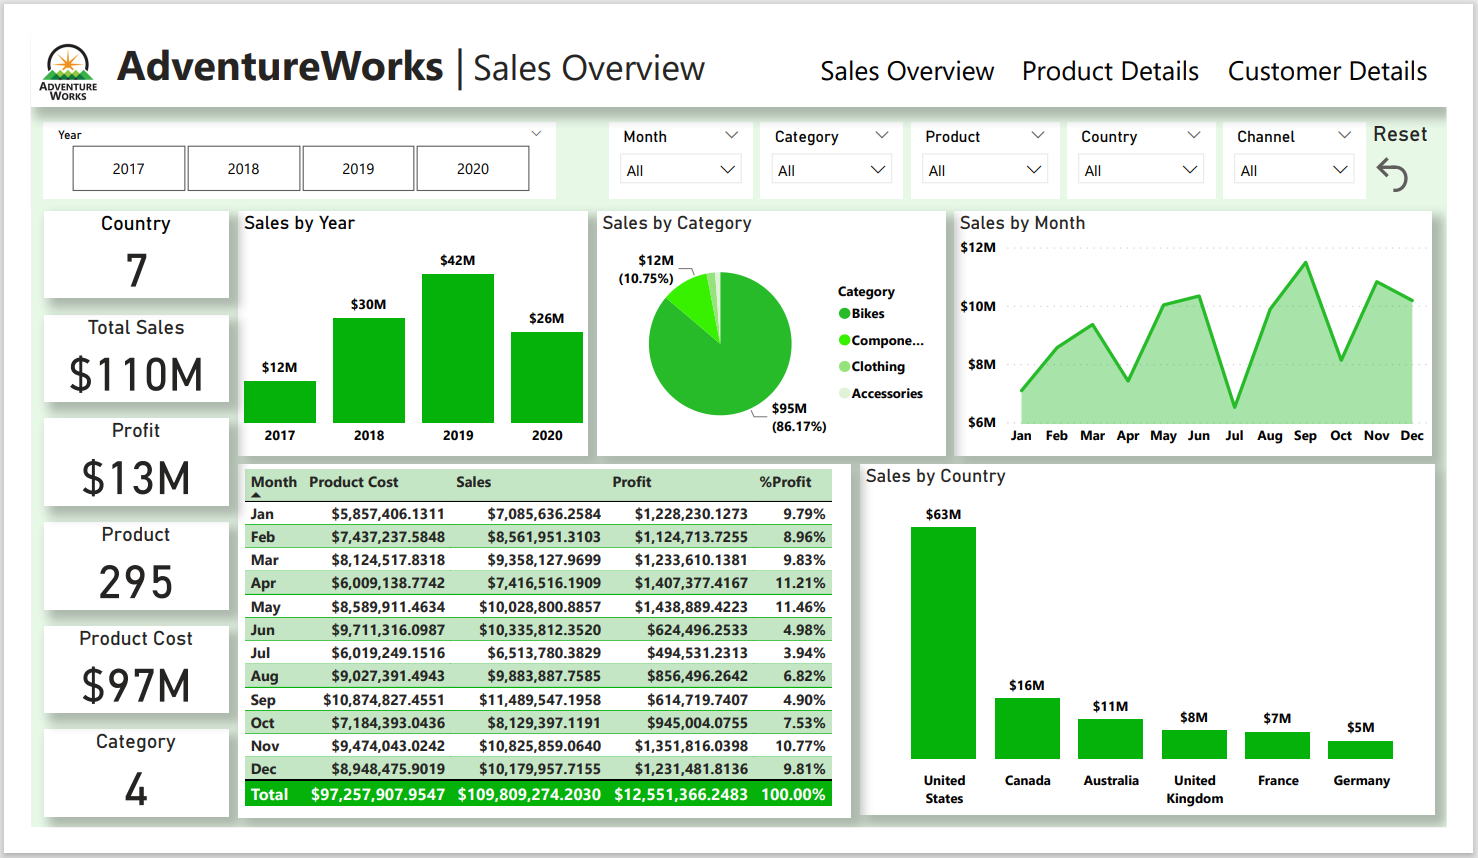 ADVENTURE
WORKS
AdventureWorks | Sales Overview
Sales Overview
Product Details
Customer Details
Year
2017
2018
2019
2020
Month
All
Category
All
Product
All
Country
All
Channel
All
Reset
Country
7
Total Sales
$110M
Profit
$13M
Product
295
Product Cost
$97M
Category
4
Sales by Year
$12M
$30M
$42M
$26M
2017 2018 2019 2020
Sales by Category
$12M
(10.75%)
$95M
(86.17%)
Category
Bikes
Compone...
Clothing
Accessories
Sales by Month
$12M
$10M
$8M
$6M
Jan Feb Mar Apr May Jun Jul Aug Sep Oct Nov Dec
Month Product Cost Sales Profit %Profit
Jan $5,857,406.1311 $7,085,636.2584 $1,228,230.1273 9.79%
Feb $7,437,237.5848 $8,561,951.3103 $1,124,713.7255 8.96%
Mar $8,124,517.8318 $9,358,127.9699 $1,233,610.1381 9.83%
Apr $6,009,138.7742 $7,416,516.1909 $1,407,377.4167 11.21%
May $8,589,911.4634 $10,028,800.8857 $1,438,889.4223 11.46%
Jun $9,711,316.0987 $10,335,812.3520 $624,496.2533 4.98%
Jul $6,019,249.1516 $6,513,780.3829 $494,531.2313 3.94%
Aug $9,027,391.4943 $9,883,887.7585 $856,496.2642 6.82%
Sep $10,874,827.4551 $11,489,547.1958 $614,719.7407 4.90%
Oct $7,184,393.0436 $8,129,397.1191 $945,004.0755 7.53%
Nov $9,474,043.0242 $10,825,859.0640 $1,351,816.0398 10.77%
Dec $8,948,475.9019 $10,179,957.7155 $1,231,481.8136 9.81%
Total $97,257,907.9547 $109,809,274.2030 $12,551,366.2483 100.00%
Sales by Country
$63M
$16M
$11M
$8M
$7M
$5M
United
States
Canada
Australia
United
Kingdom
France
Germany